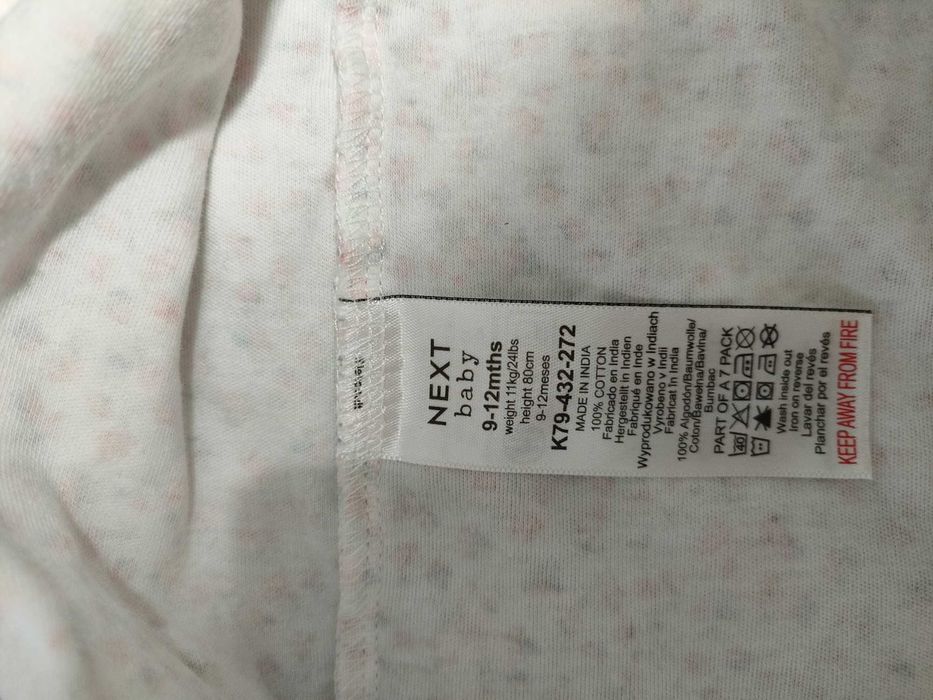 NEXT
baby
9-12mths
weight 11kg/24lbs
height 80cm
9-12meses
K79-432-272
MADE IN INDIA
100% COTTON
Fabricado en India
Hergestellt in Indien
Fabriqué en Inde
Wyprodukowano w Indiach
Vyrobeno v Indii
Fabricat în India
100% Algodón/Baumwolle/
Coton/Bawełna/Bavlna/
Bumbac
PART OF A 7 PACK
40
Wash inside out
Iron on reverse
Lavar del revés
Planchar por el revés
KEEP AWAY FROM FIRE